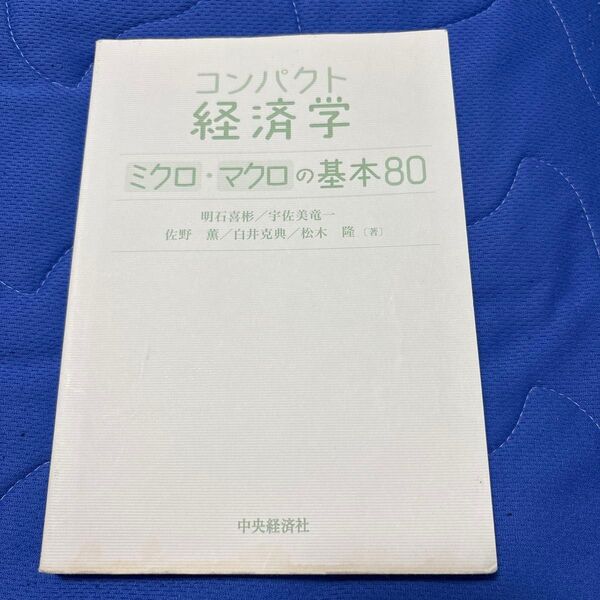 コンパクト
経済学
ミクロ・マクロの基本80
明石喜彬／宇佐美竜一
佐野 薫／白井克典／松木 隆〔著〕
中央経済社